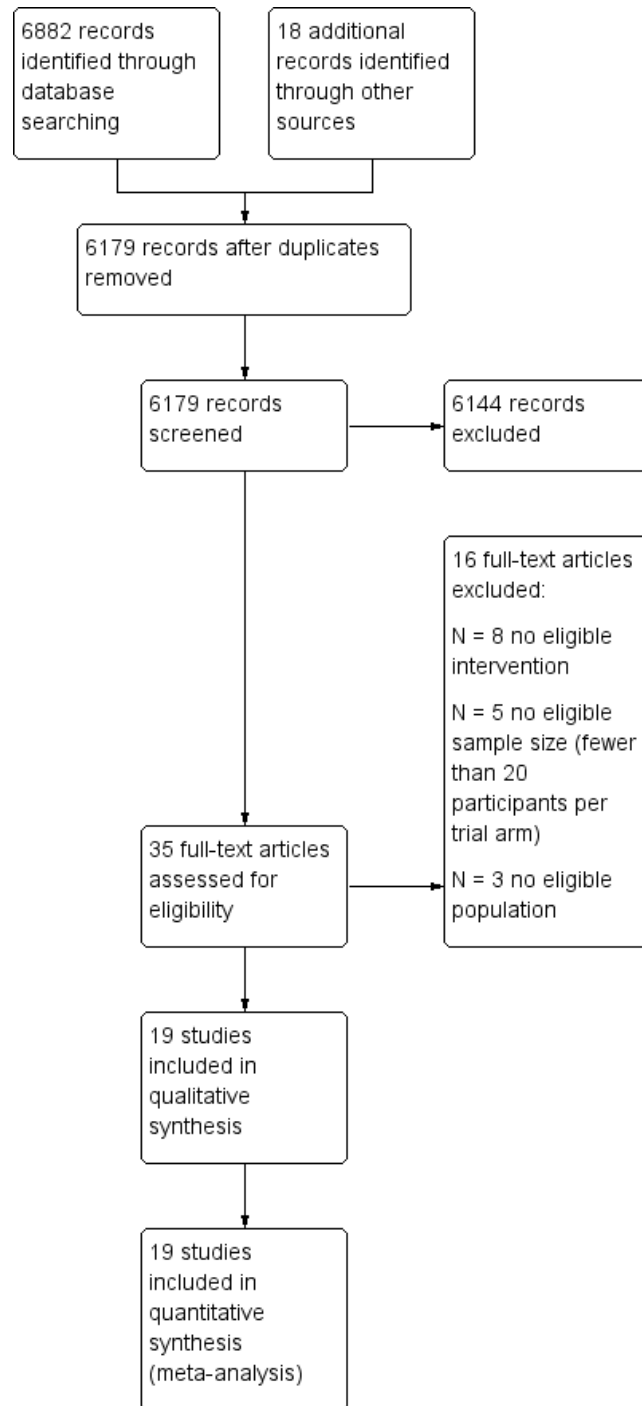 6882 records
identified through
database
searching
18 additional
records identified
through other
sources
6179 records after duplicates
removed
6179 records
screened
6144 records
excluded
16 full-text articles
excluded:
N = 8 no eligible
intervention
N = 5 no eligible
sample size (fewer
than 20
participants per
trial arm)
N = 3 no eligible
population
35 full-text articles
assessed for
eligibility
19 studies
included in
qualitative
synthesis
19 studies
included in
quantitative
synthesis
(meta-analysis)